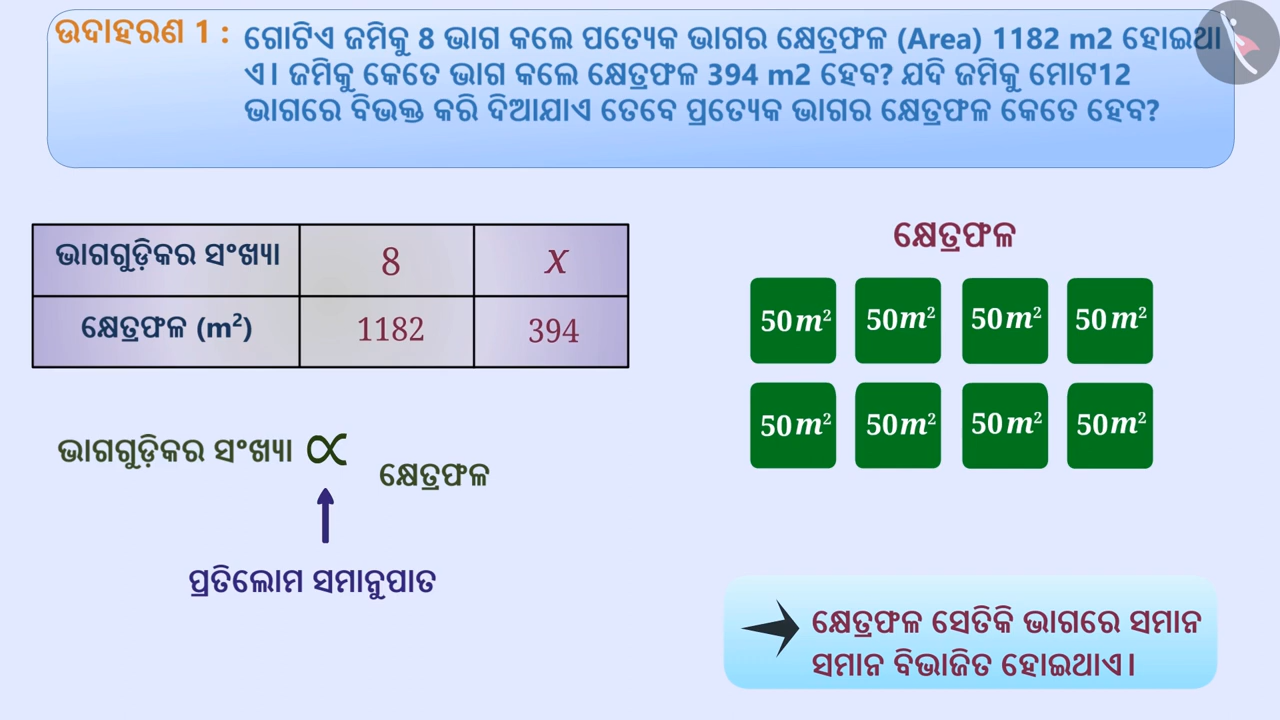 ଉଦାହରଣ 1 : ଗୋଟିଏ ଜମିକୁ 8 ଭାଗ କଲେ ପତ୍ୟେକ ଭାଗର କ୍ଷେତ୍ରଫଳ (Area) 1182 m2 ହୋଇଥା
ଏ। ଜମିକୁ କେତେ ଭାଗ କଲେ କ୍ଷେତ୍ରଫଳ 394 m2 ହେବ? ଯଦି ଜମିକୁ ମୋଟ12
ଭାଗରେ ବିଭକ୍ତ କରି ଦିଆଯାଏ ତେବେ ପ୍ରତ୍ୟେକ ଭାଗର କ୍ଷେତ୍ରଫଳ କେତେ ହେବ?
ଭାଗଗୁଡ଼ିକର ସଂଖ୍ୟା 8 x
କ୍ଷେତ୍ରଫଳ (m²) 1182 394
ଭାଗଗୁଡ଼ିକର ସଂଖ୍ୟା ∝ କ୍ଷେତ୍ରଫଳ
ପ୍ରତିଲୋମ ସମାନୁପାତ
କ୍ଷେତ୍ରଫଳ
50m² 50m² 50m² 50m²
50m² 50m² 50m² 50m²
କ୍ଷେତ୍ରଫଳ ସେତିକି ଭାଗରେ ସମାନ
ସମାନ ବିଭାଜିତ ହୋଇଥାଏ।